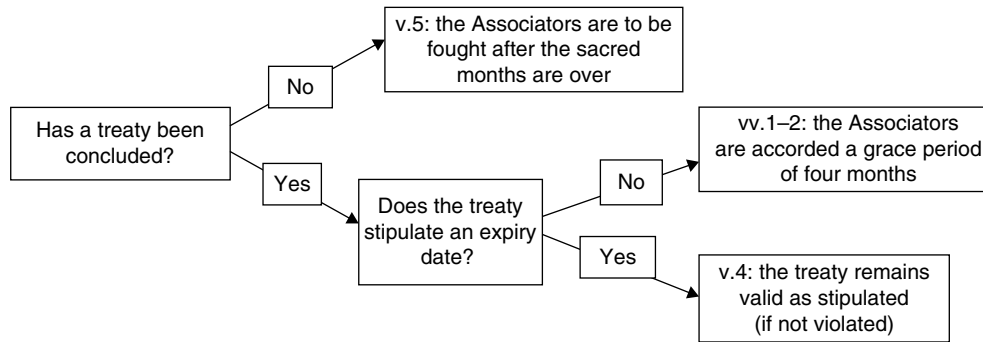 v.5: the Associators are to be
fought after the sacred
months are over
No
Has a treaty been
concluded?
Yes
vv.1–2: the Associators
are accorded a grace period
of four months
No
Does the treaty
stipulate an expiry
date?
Yes
v.4: the treaty remains
valid as stipulated
(if not violated)